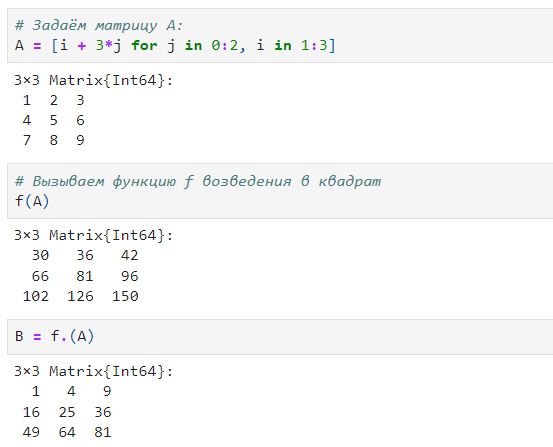 # Задаём матрицу A:
A = [i + 3*j for j in 0:2, i in 1:3]
3×3 Matrix{Int64}:
1 2 3
4 5 6
7 8 9
# Вызываем функцию f возведения в квадрат
f(A)
3×3 Matrix{Int64}:
30 36 42
66 81 96
102 126 150
B = f.(A)
3×3 Matrix{Int64}:
1 4 9
16 25 36
49 64 81